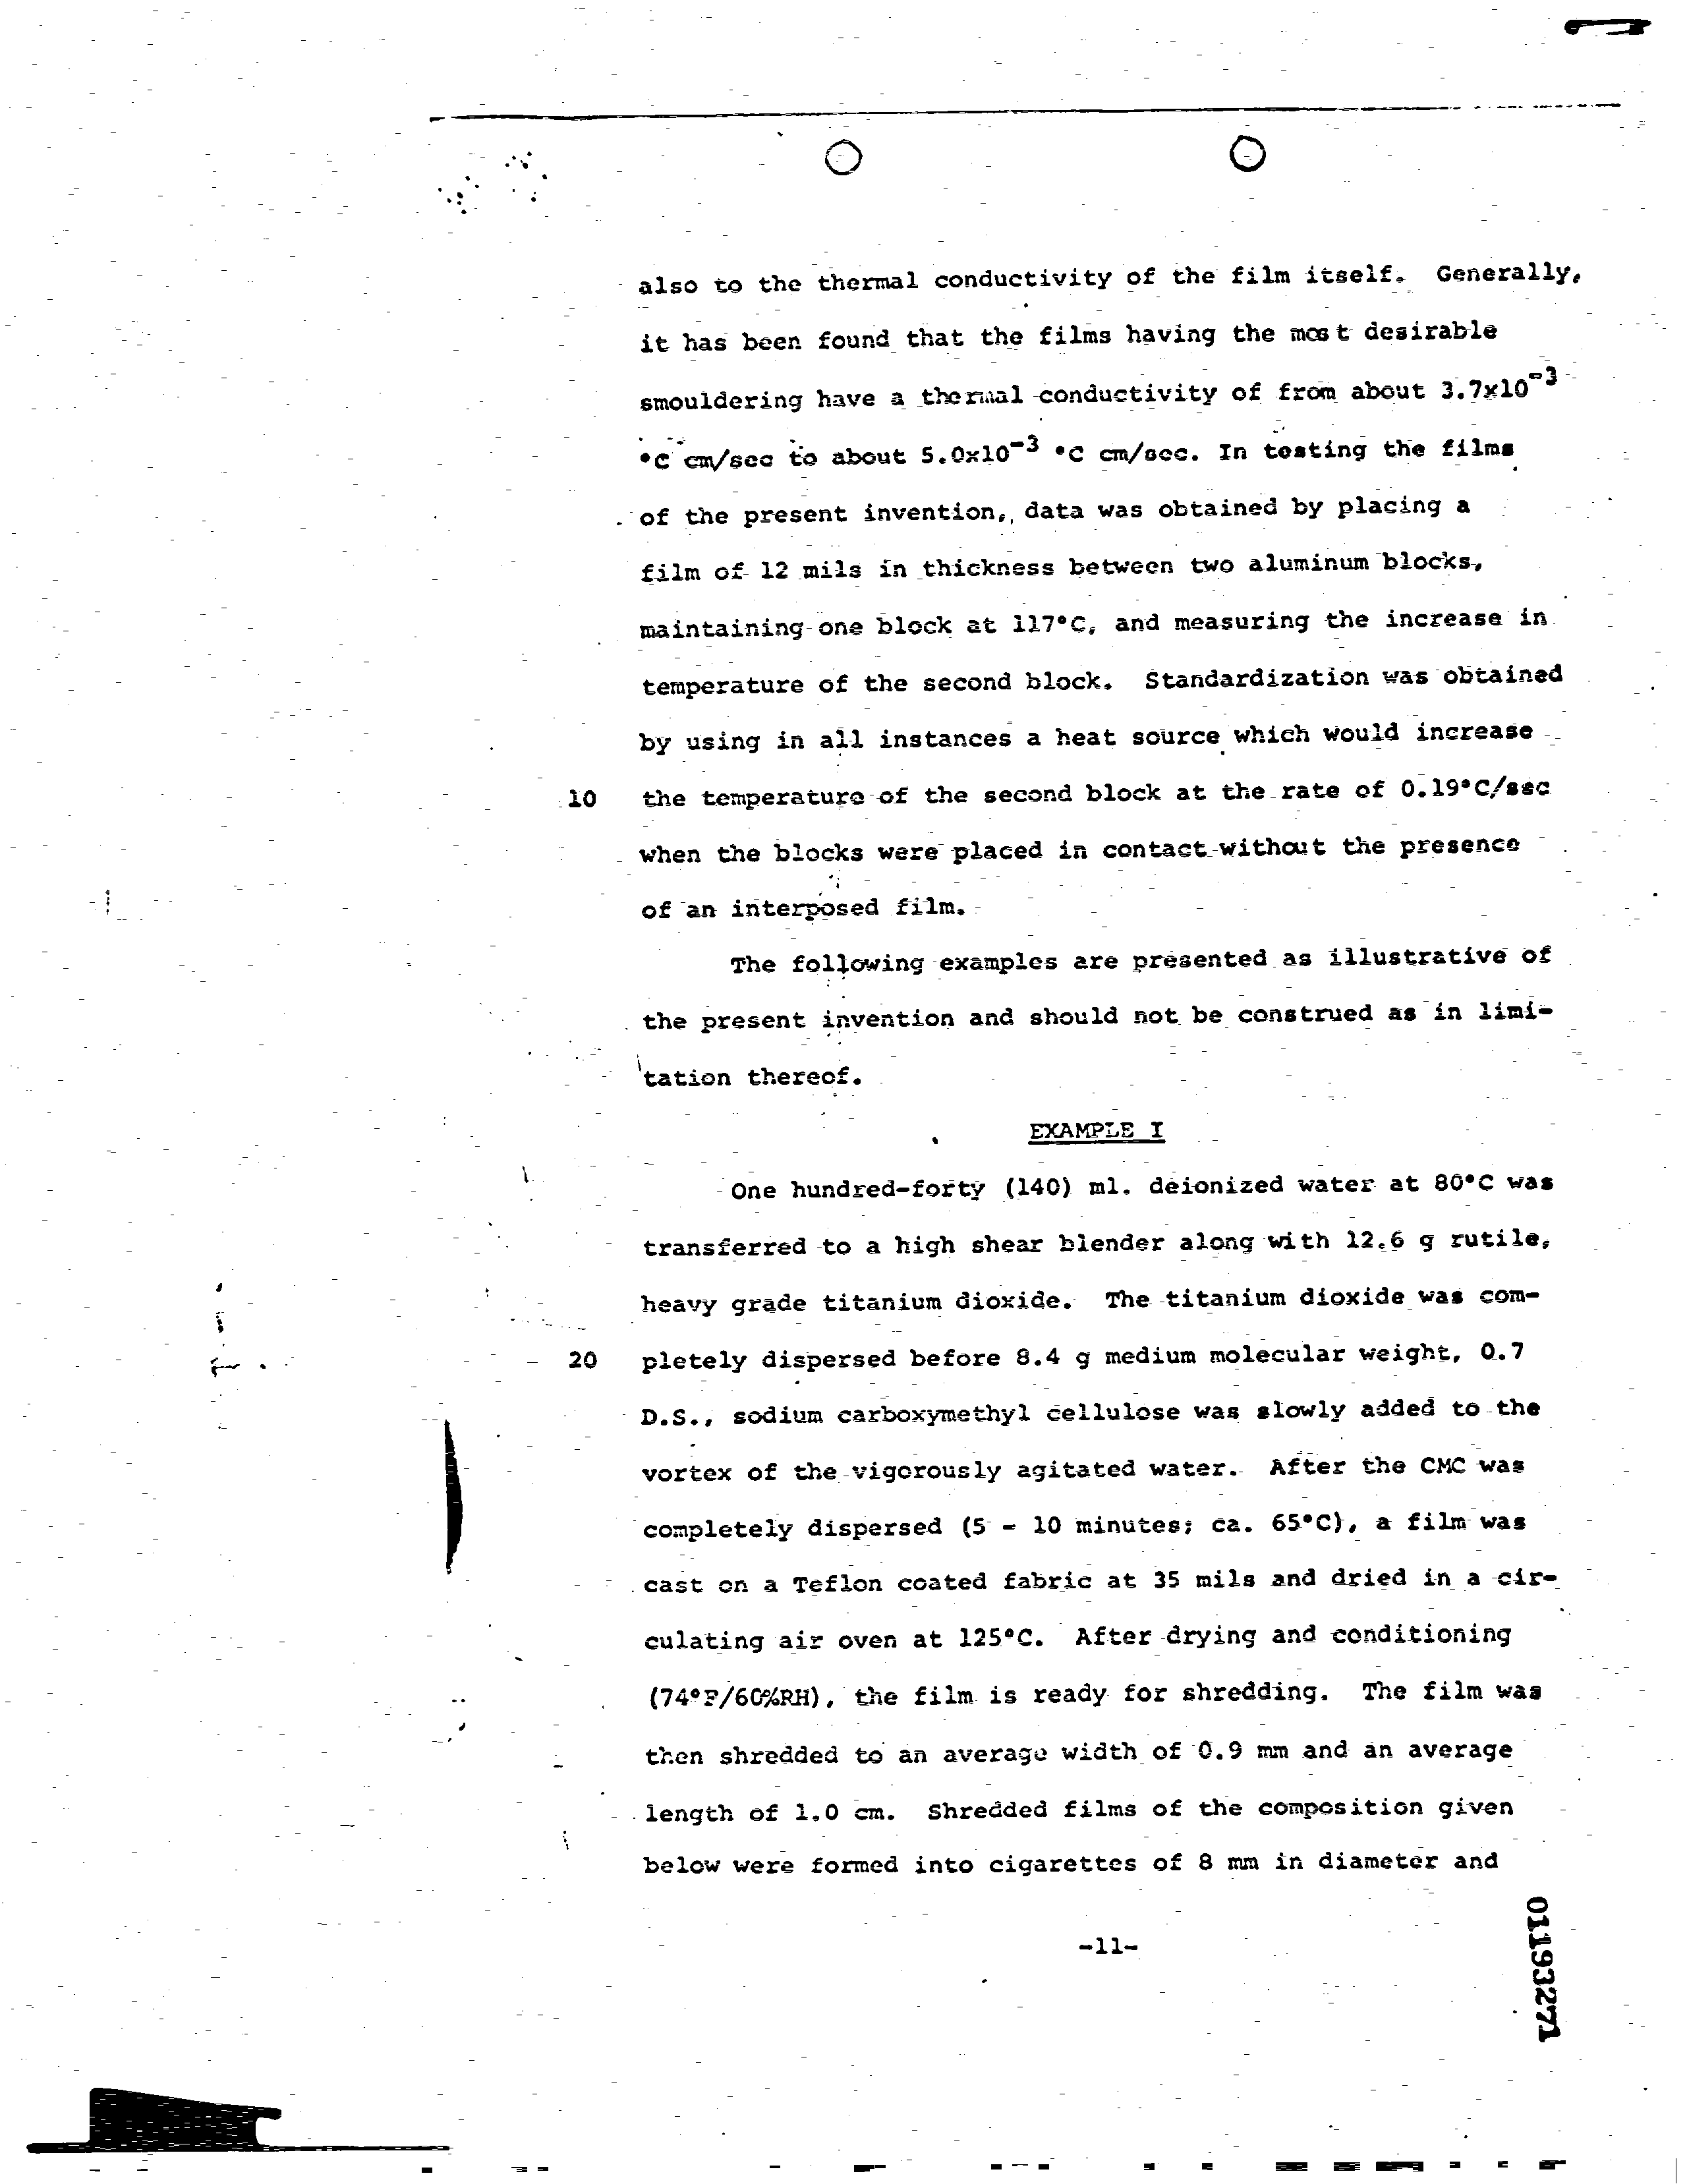 also to the thermal conductivity of the film itself. Generally,
it has been found that the films having the most desirable
smouldering have a thermal conductivity of from about 3.7x10⁻³
°C cm/sec to about 5.0x10⁻³ °C cm/sec. In testing the films
of the present invention, data was obtained by placing a
film of 12 mils in thickness between two aluminum blocks,
maintaining one block at 117°C, and measuring the increase in
temperature of the second block. Standardization was obtained
by using in all instances a heat source which would increase
10 the temperature of the second block at the rate of 0.19°C/sec
when the blocks were placed in contact without the presence
of an interposed film.
The following examples are presented as illustrative of
the present invention and should not be construed as in limi-
tation thereof.
EXAMPLE I
One hundred-forty (140) ml. deionized water at 80°C was
transferred to a high shear blender along with 12.6 g rutile,
heavy grade titanium dioxide. The titanium dioxide was com-
20 pletely dispersed before 8.4 g medium molecular weight, 0.7
D.S., sodium carboxymethyl cellulose was slowly added to the
vortex of the vigorously agitated water. After the CMC was
completely dispersed (5 - 10 minutes; ca. 65°C), a film was
cast on a Teflon coated fabric at 35 mils and dried in a cir-
culating air oven at 125°C. After drying and conditioning
(74°F/60%RH), the film is ready for shredding. The film was
then shredded to an average width of 0.9 mm and an average
length of 1.0 cm. Shredded films of the composition given
below were formed into cigarettes of 8 mm in diameter and
-11-
01193271